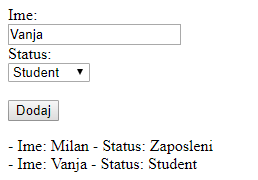 Ime:
Vanja
Status:
Student
Dodaj
- Ime: Milan - Status: Zaposleni
- Ime: Vanja - Status: Student